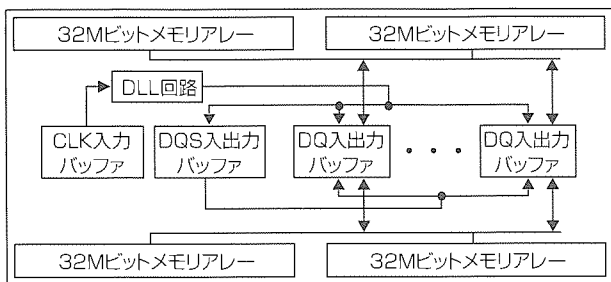 32Mビットメモリアレー
32Mビットメモリアレー
DLL回路
CLK入力
バッファ
DQS入出力
バッファ
DQ入出力
バッファ
・・・
DQ入出力
バッファ
32Mビットメモリアレー
32Mビットメモリアレー